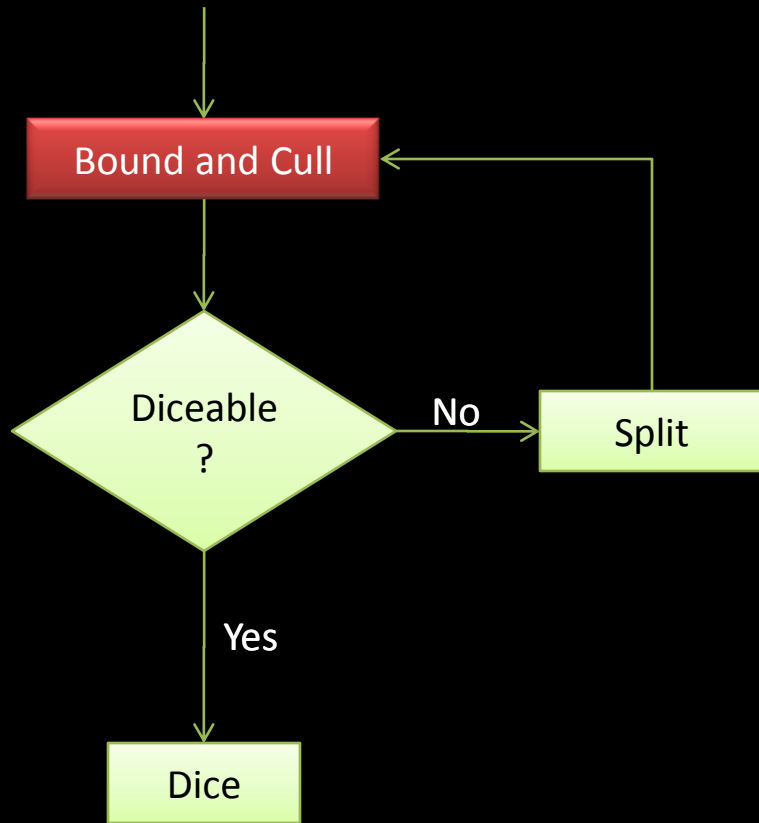 Bound and Cull
Diceable
?
No
Split
Yes
Dice